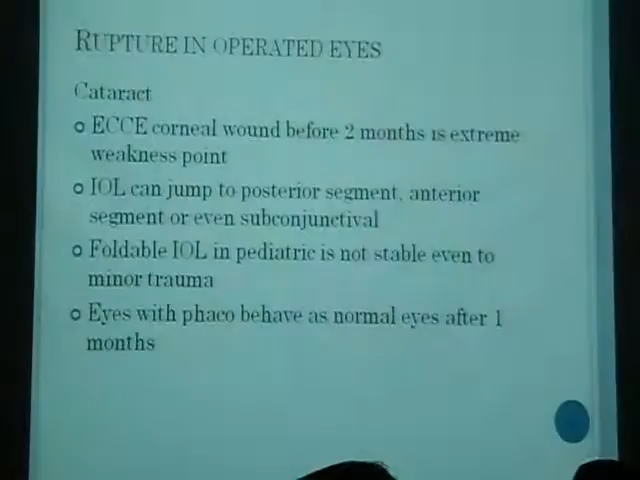 RUPTURE IN OPERATED EYES
Cataract
ECCE corneal wound before 2 months is extreme
weakness point
IOL can jump to posterior segment, anterior
segment or even subconjunctival
Foldable IOL in pediatric is not stable even to
minor trauma
Eyes with phaco behave as normal eyes after 1
months